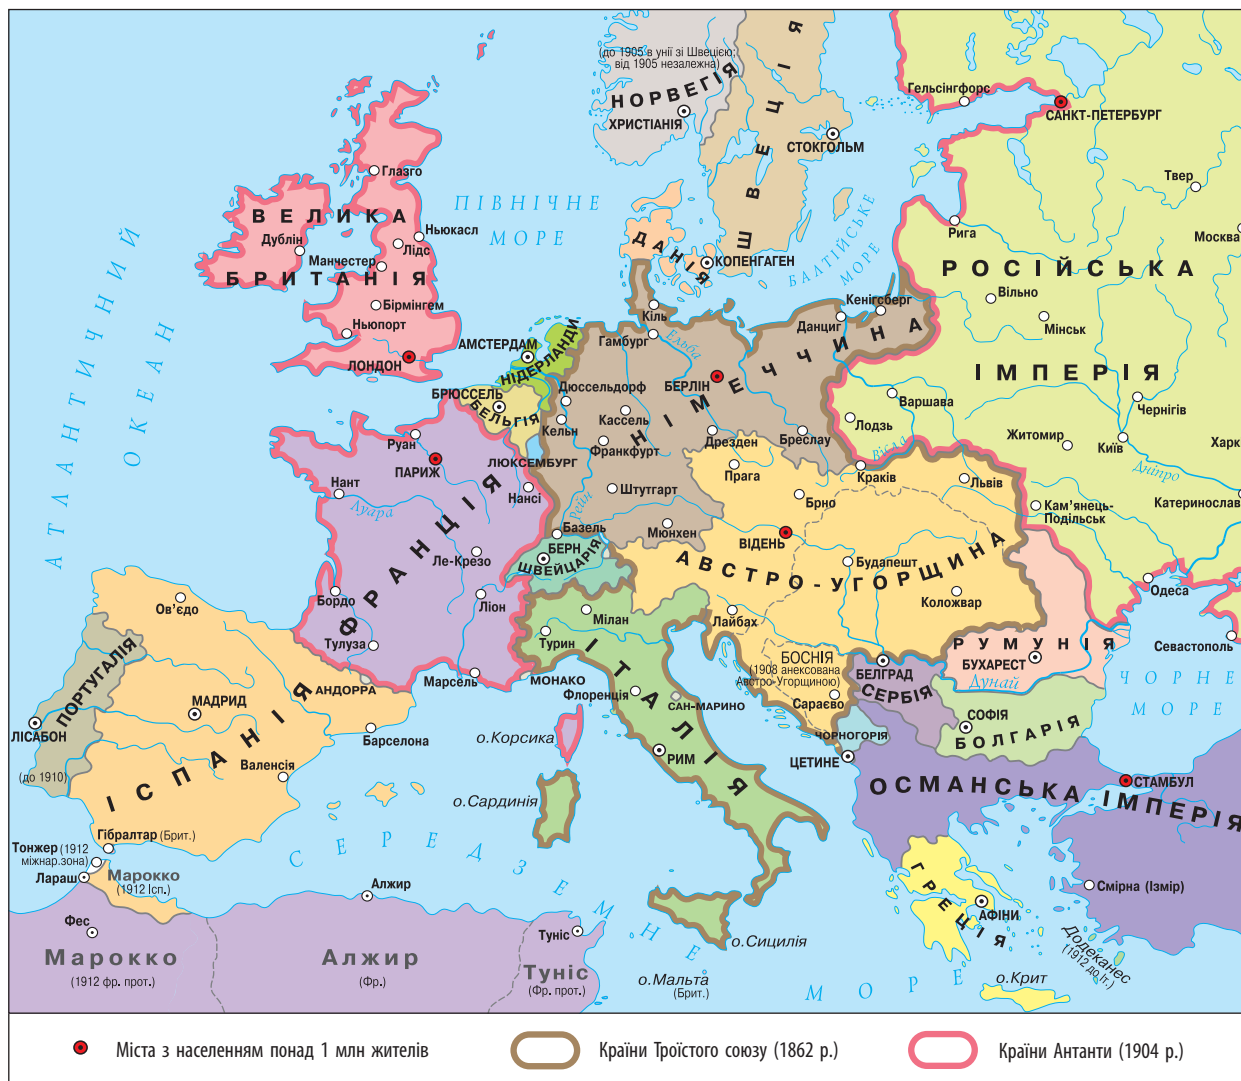 (до 1905 в унії зі Швецією;
від 1905 незалежна)
НОРВЕГІЯ
ХРИСТІАНІЯ
ШВЕЦІЯ
СТОКГОЛЬМ
Гельсінгфорс
САНКТ-ПЕТЕРБУРГ
Твер
Москва
Рига
РОСІЙСЬКА
ІМПЕРІЯ
Вільно
Мінськ
Чернігів
Київ
Житомир
Харк
Дніпро
Катеринослав
Кам’янець-
Подільськ
Одеса
Севастополь
Варшава
Лодзь
Вісла
АТЛАНТИЧНИЙ
ОКЕАН
ПІВНІЧНЕ
МОРЕ
БАЛТІЙСЬКЕ
МОРЕ
Глазго
ВЕЛИКА
БРИТАНІЯ
Дублін
Ньюкасл
Лідс
Манчестер
Бірмінгем
Ньюпорт
ЛОНДОН
ДАНІЯ
КОПЕНГАГЕН
АМСТЕРДАМ
НІДЕРЛАНДИ
БРЮССЕЛЬ
БЕЛЬГІЯ
ЛЮКСЕМБУРГ
Кіль
Гамбург
Ельба
Данциг
Кенігсберг
НІМЕЧЧИНА
БЕРЛІН
Дюссельдорф
Кассель
Кельн
Франкфурт
Дрезден
Бреслау
Штутгарт
Рейн
Мюнхен
Руан
ПАРИЖ
Нант
Луара
Нансі
ФРАНЦІЯ
Ле-Крезо
Бордо
Ліон
Тулуза
Марсель
МОНАКО
Базель
БЕРН
ШВЕЙЦАРІЯ
Прага
Брно
Краків
Львів
ВІДЕНЬ
АВСТРО-УГОРЩИНА
Будапешт
Коложвар
Лайбах
БОСНІЯ
(1908 анексована
Австро-Угорщиною)
Сараєво
БЕЛГРАД
СЕРБІЯ
ЧОРНОГОРІЯ
ЦЕТИНЕ
РУМУНІЯ
БУХАРЕСТ
Дунай
ЧОРНЕ
МОРЕ
СОФІЯ
БОЛГАРІЯ
ОСМАНСЬКА ІМПЕРІЯ
СТАМБУЛ
Смірна (Ізмір)
ГРЕЦІЯ
АФІНИ
Додеканес
(1912 до Іт.)
о.Крит
Мілан
Турин
ІТАЛІЯ
Флоренція
САН-МАРИНО
РИМ
о.Корсика
о.Сардинія
о.Сицилія
о.Мальта
(Брит.)
Ов’єдо
ПОРТУГАЛІЯ
ЛІСАБОН
(до 1910)
МАДРИД
ІСПАНІЯ
АНДОРРА
Барселона
Валенсія
Гібралтар (Брит.)
Тонжер (1912
міжнар.зона)
Лараш
Марокко
(1912 Ісп.)
СЕРЕДЗЕМНЕ
МОРЕ
Фес
Марокко
(1912 фр. прот.)
Алжир
Алжир
(Фр.)
Туніс
Туніс
(Фр. прот.)
Міста з населенням понад 1 млн жителів
Країни Троїстого союзу (1862 р.)
Країни Антанти (1904 р.)